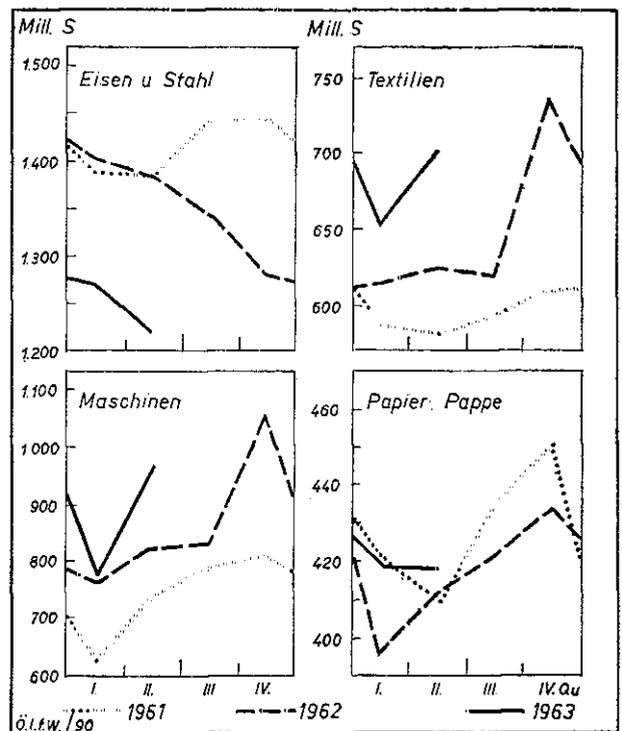 Mill. S
Mill. S
1.500
1.400
1.300
1.200
Eisen u Stahl
750
700
650
600
Textilien
1.100
1.000
900
800
700
600
Maschinen
460
440
420
400
Papier, Pappe
I. II. III IV.
I. II. III. IV. Qu
1961 1962 1963
Ö.I.f.W./90